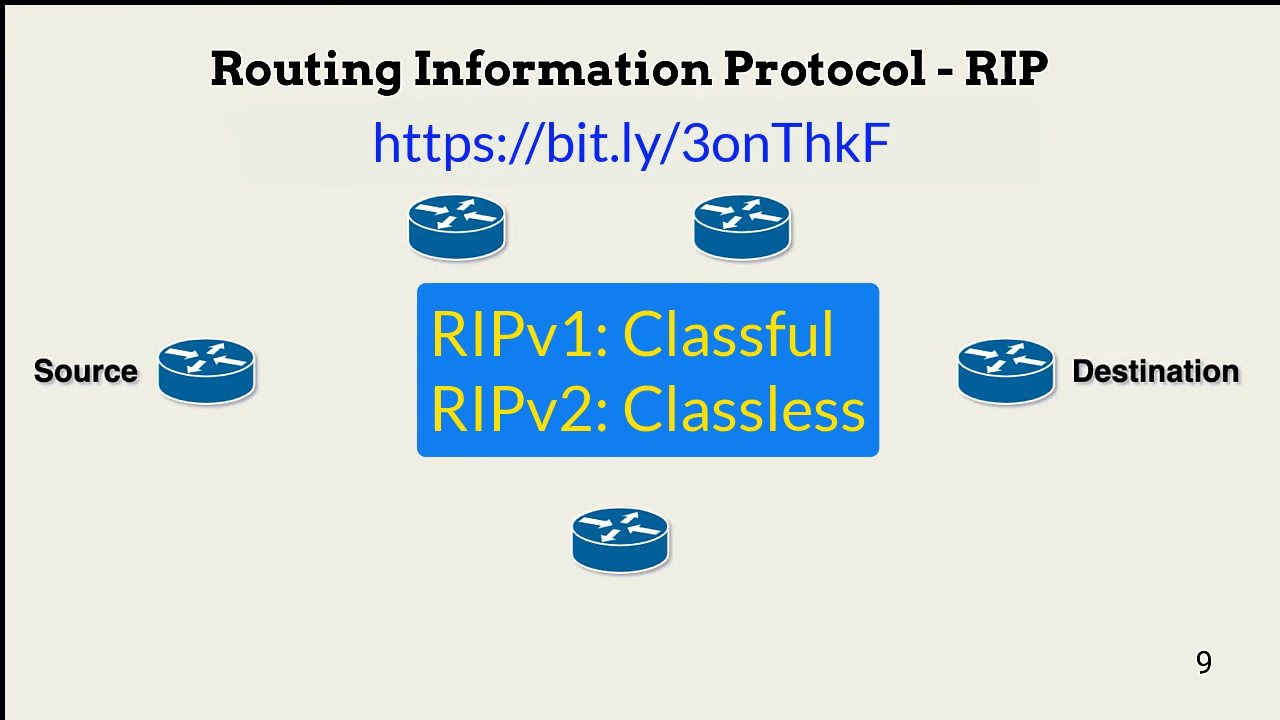 Routing Information Protocol - RIP
https://bit.ly/3onThkF
RIPv1: Classful
RIPv2: Classless
Source
Destination
9